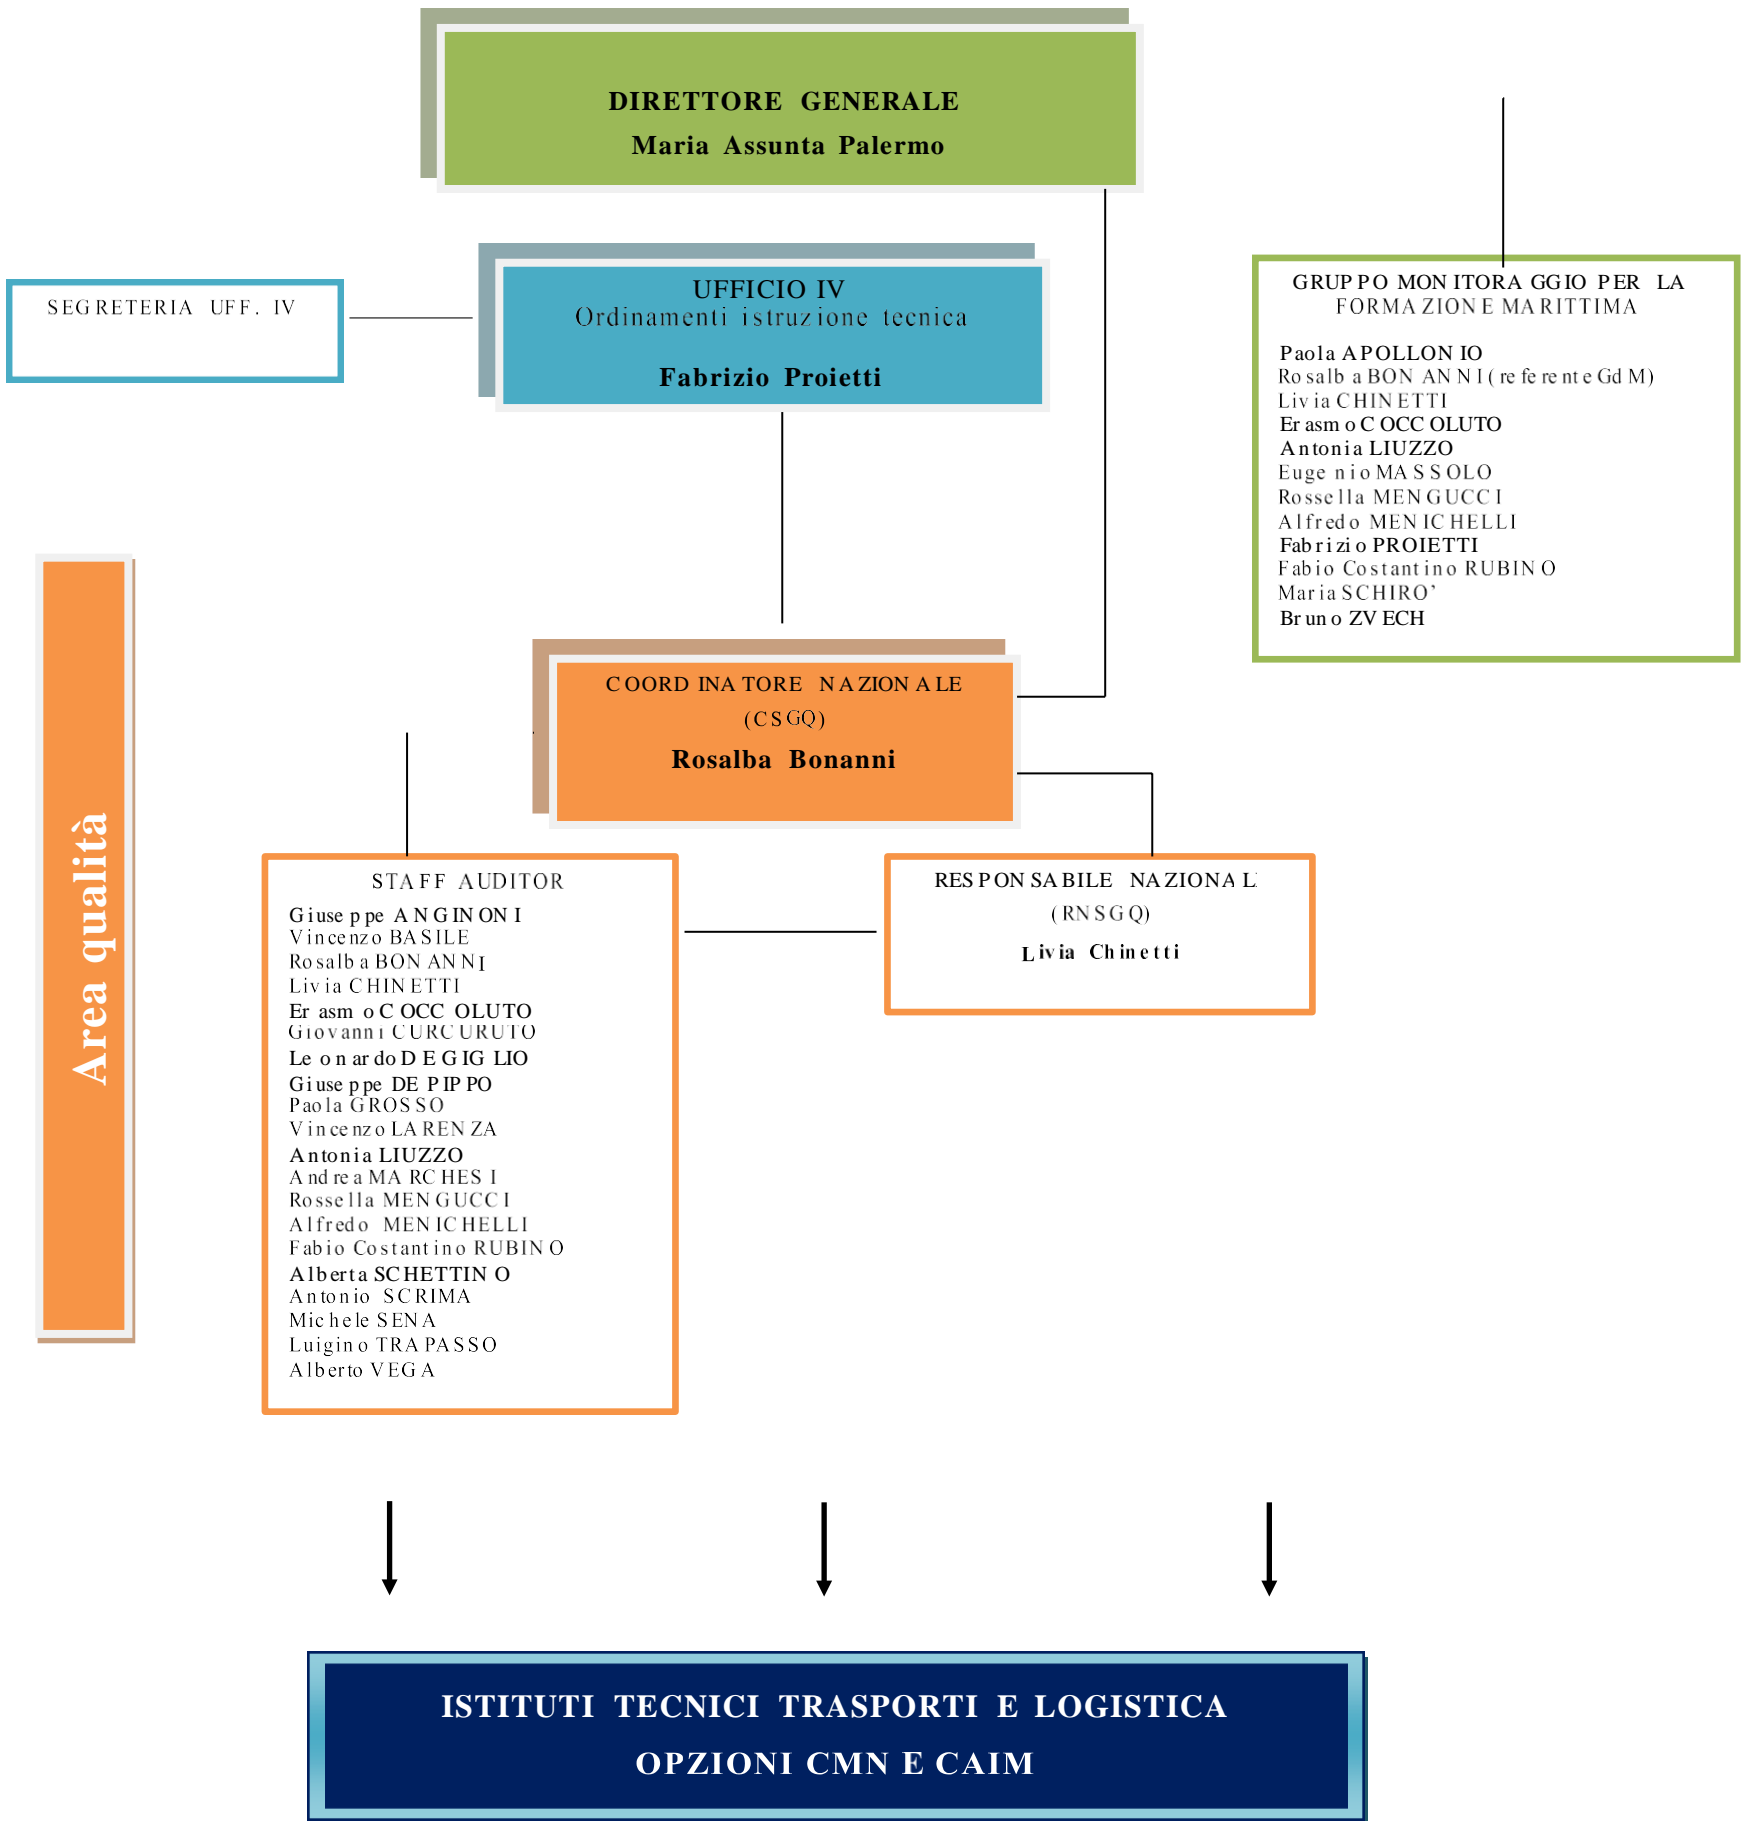 DIRETTORE GENERALE
Maria Assunta Palermo
SEGRETERIA UFF. IV
UFFICIO IV
Ordinamenti istruzione tecnica
Fabrizio Proietti
GRUPPO MONITORAGGIO PER LA
FORMAZIONE MARITTIMA
Paola APOLLONIO
Rosalba BONANNI (referente GdM)
Livia CHINETTI
Erasmo COCCOLUTO
Antonia LIUZZO
Eugenio MASSOLO
Rossella MENGUCCI
Alfredo MENICHELLI
Fabrizio PROIETTI
Fabio Costantino RUBINO
Maria SCHIRO’
Bruno ZVECH
Area qualità
COORDINATORE NAZIONALE
(CSGQ)
Rosalba Bonanni
STAFF AUDITOR
Giuseppe ANGINONI
Vincenzo BASILE
Rosalba BONANNI
Livia CHINETTI
Erasmo COCCOLUTO
Giovanni CURCURUTO
Leonardo DE GIGLIO
Giuseppe DE PIPPO
Paola GROSSO
Vincenzo LARENZA
Antonia LIUZZO
Andrea MARCHESI
Rossella MENGUCCI
Alfredo MENICHELLI
Fabio Costantino RUBINO
Alberta SCHETTINO
Antonio SCRIMA
Michele SENA
Luigino TRAPASSO
Alberto VEGA
RESPONSABILE NAZIONAL
(RNSGQ)
Livia Chinetti
ISTITUTI TECNICI TRASPORTI E LOGISTICA
OPZIONI CMN E CAIM